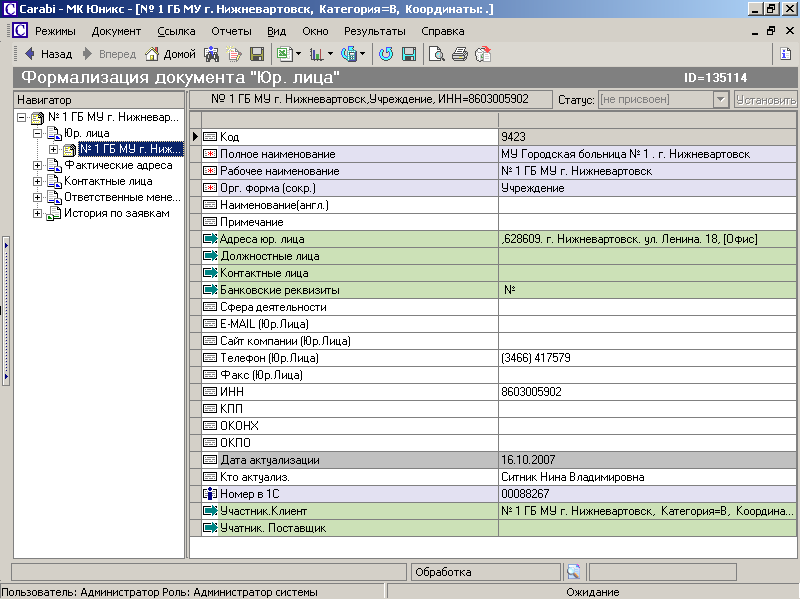 Carabi - МК Юникс - [№ 1 ГБ МУ г. Нижневартовск, Категория=В, Координаты: .]
Режимы Документ Ссылка Отчеты Вид Окно Результаты Справка
Назад Вперед Домой
Формализация документа "Юр. лица" ID=135114
Навигатор
№ 1 ГБ МУ г. Нижневар...
Юр. лица
№ 1 ГБ МУ г. Ниж...
Фактические адреса
Контактные лица
Ответственные мене...
История по заявкам
№ 1 ГБ МУ г. Нижневартовск,Учреждение, ИНН=8603005902 Статус: [не присвоен] Установить
Код 9423
Полное наименование МУ Городская больница № 1 . г. Нижневартовск
Рабочее наименование № 1 ГБ МУ г. Нижневартовск
Орг. форма (сокр.) Учреждение
Наименование(англ.)
Примечание
Адреса юр. лица ,628609. г. Нижневартовск. ул. Ленина. 18, [Офис]
Должностные лица
Контактные лица
Банковские реквизиты №
Сфера деятельности
E-MAIL (Юр.Лица)
Сайт компании (Юр.Лица)
Телефон (Юр.Лица) (3466) 417579
Факс (Юр.Лица)
ИНН 8603005902
КПП
ОКОНХ
ОКПО
Дата актуализации 16.10.2007
Кто актуализ. Ситник Нина Владимировна
Номер в 1С 00088267
Участник.Клиент № 1 ГБ МУ г. Нижневартовск, Категория=В, Координа...
Учатник. Поставщик
Обработка
Пользователь: Администратор Роль: Администратор системы Ожидание